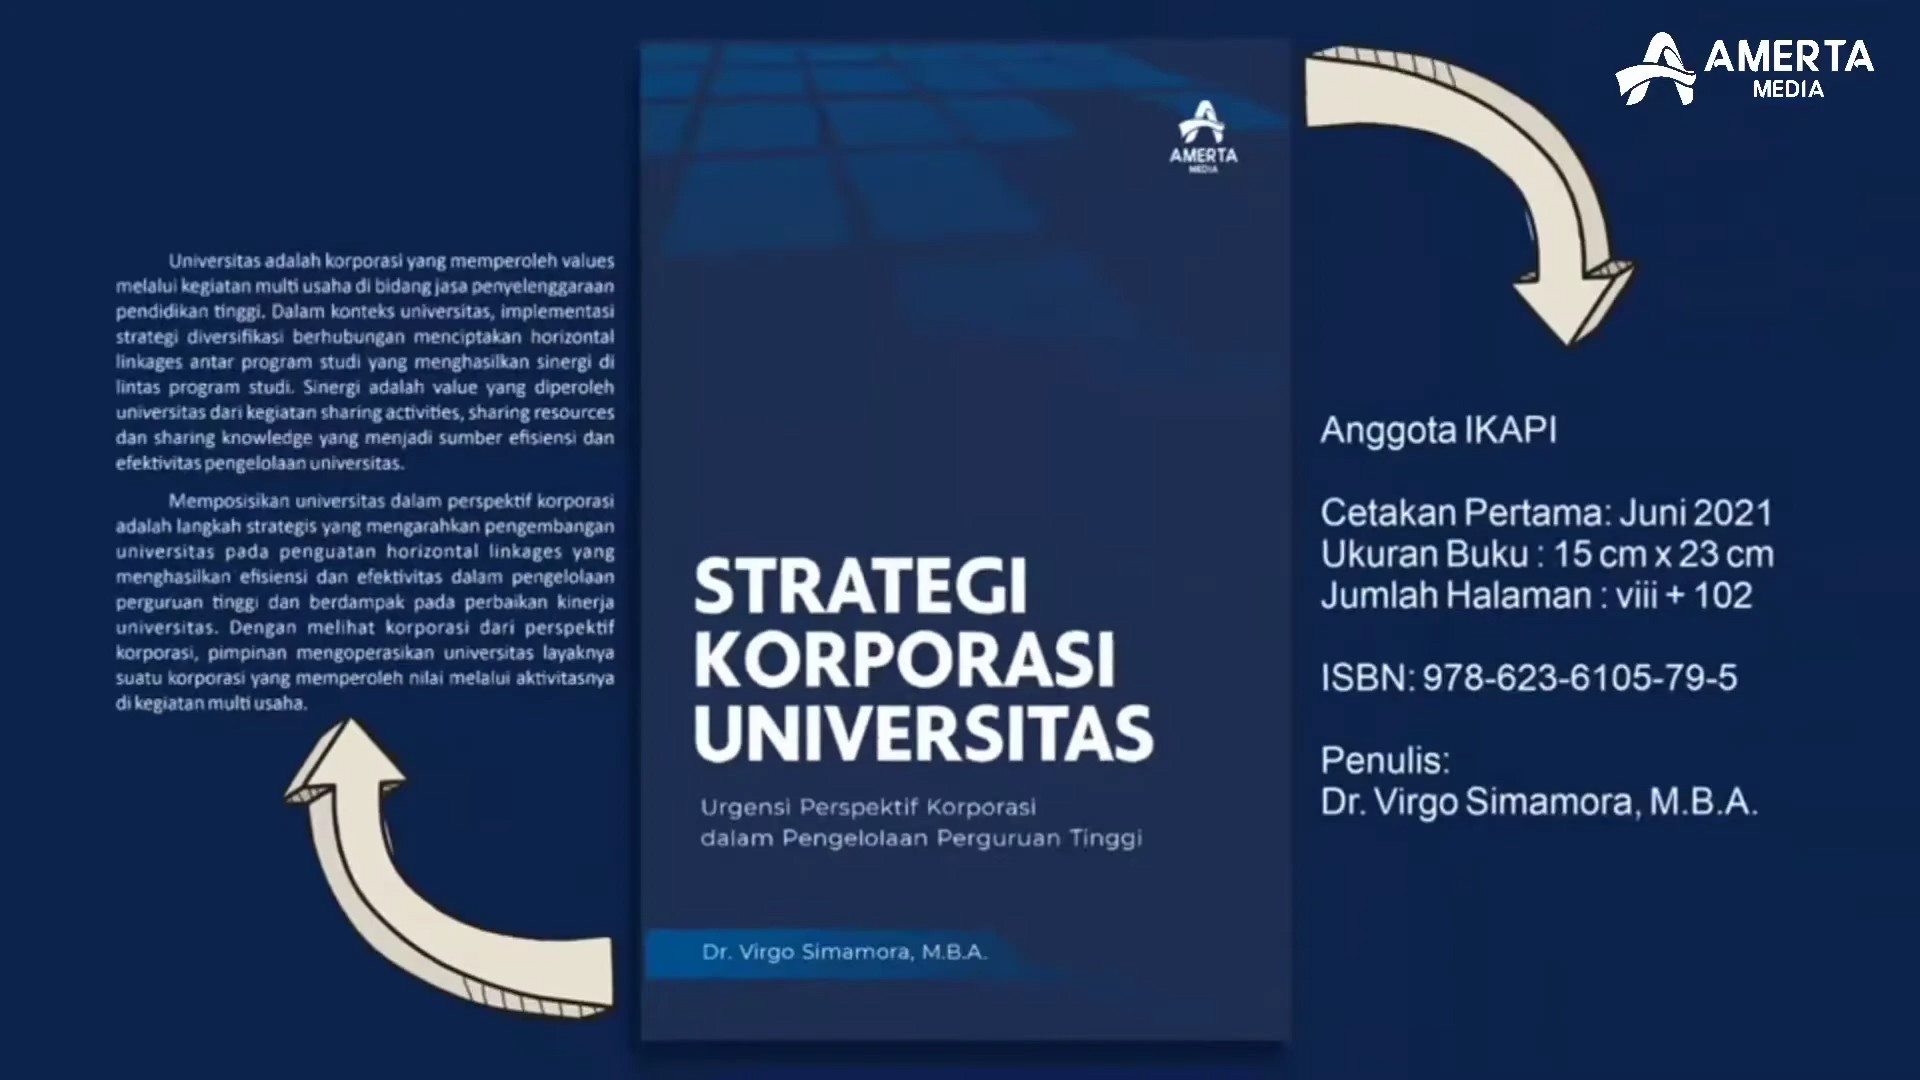 AMERTA
MEDIA
Universitas adalah korporasi yang memperoleh values
melalui kegiatan multi usaha di bidang jasa penyelenggaraan
pendidikan tinggi. Dalam konteks universitas, implementasi
strategi diversifikasi berhubungan menciptakan horizontal
linkages antar program studi yang menghasilkan sinergi di
lintas program studi. Sinergi adalah value yang diperoleh
universitas dari kegiatan sharing activities, sharing resources
dan sharing knowledge yang menjadi sumber efisiensi dan
efektivitas pengelolaan universitas.
Memposisikan universitas dalam perspektif korporasi
adalah langkah strategis yang mengarahkan pengembangan
universitas pada penguatan horizontal linkages yang
menghasilkan efisiensi dan efektivitas dalam pengelolaan
perguruan tinggi dan berdampak pada perbaikan kinerja
universitas. Dengan melihat korporasi dari perspektif
korporasi, pimpinan mengoperasikan universitas layaknya
suatu korporasi yang memperoleh nilai melalui aktivitasnya
di kegiatan multi usaha.
AMERTA
MEDIA
STRATEGI
KORPORASI
UNIVERSITAS
Urgensi Perspektif Korporasi
dalam Pengelolaan Perguruan Tinggi
Dr. Virgo Simamora, M.B.A.
Anggota IKAPI
Cetakan Pertama: Juni 2021
Ukuran Buku : 15 cm x 23 cm
Jumlah Halaman : viii + 102
ISBN: 978-623-6105-79-5
Penulis:
Dr. Virgo Simamora, M.B.A.